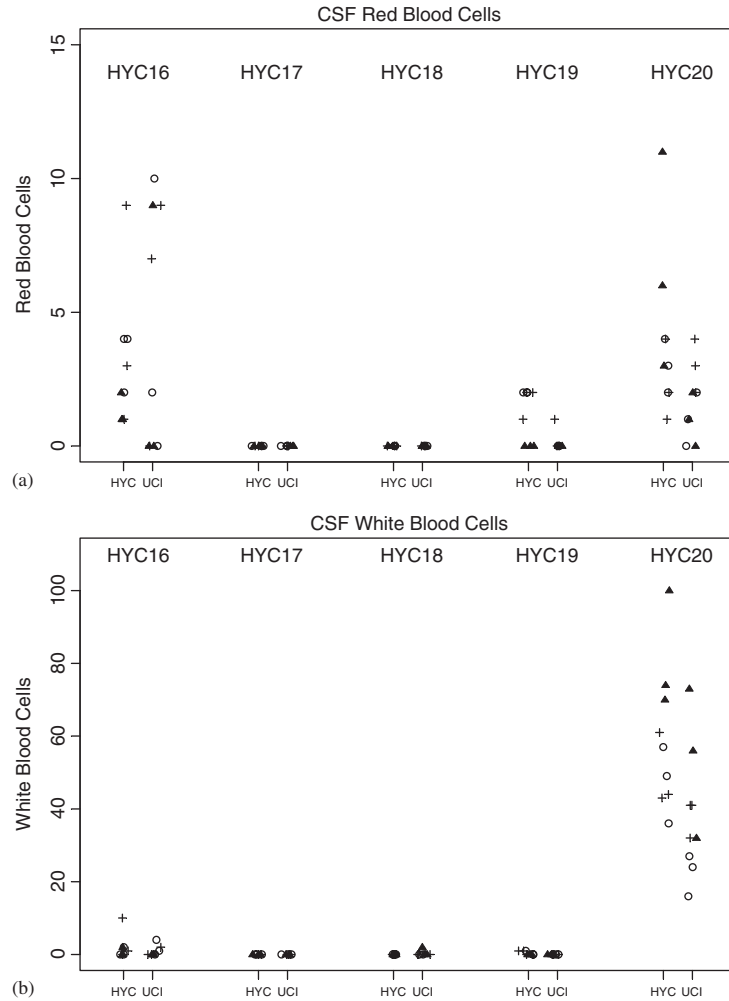 CSF Red Blood Cells
HYC16 HYC17 HYC18 HYC19 HYC20
Red Blood Cells
15
10
5
0
HYC UCI HYC UCI HYC UCI HYC UCI HYC UCI
(a)
CSF White Blood Cells
HYC16 HYC17 HYC18 HYC19 HYC20
White Blood Cells
100
80
60
40
20
0
HYC UCI HYC UCI HYC UCI HYC UCI HYC UCI
(b)